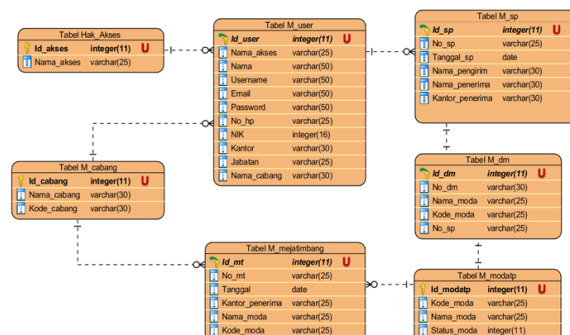 Tabel Hak_Akses
Id_akses integer(11) U
Nama_akses varchar(25)
Tabel M_user
Id_user integer(11) U
Nama_akses varchar(25)
Nama varchar(50)
Username varchar(50)
Email varchar(50)
Password varchar(50)
No_hp varchar(25)
NIK integer(16)
Kantor varchar(30)
Jabatan varchar(25)
Nama_cabang varchar(30)
Tabel M_sp
Id_sp integer(11) U
No_sp varchar(25)
Tanggal_sp date
Nama_pengirim varchar(30)
Nama_penerima varchar(30)
Kantor_penerima varchar(30)
Tabel M_cabang
Id_cabang integer(11) U
Nama_cabang varchar(30)
Kode_cabang varchar(30)
Tabel M_dm
Id_dm integer(11) U
No_dm varchar(30)
Nama_moda varchar(25)
Kode_moda varchar(25)
No_sp varchar(25)
Tabel M_mejatimbang
Id_mt integer(11) U
No_mt varchar(25)
Tanggal date
Kantor_penerima varchar(25)
Nama_moda varchar(25)
Kode_moda varchar(25)
Tabel M_modatp
Id_modatp integer(11) U
Kode_moda varchar(25)
Nama_moda varchar(25)
Status_moda integer(11)